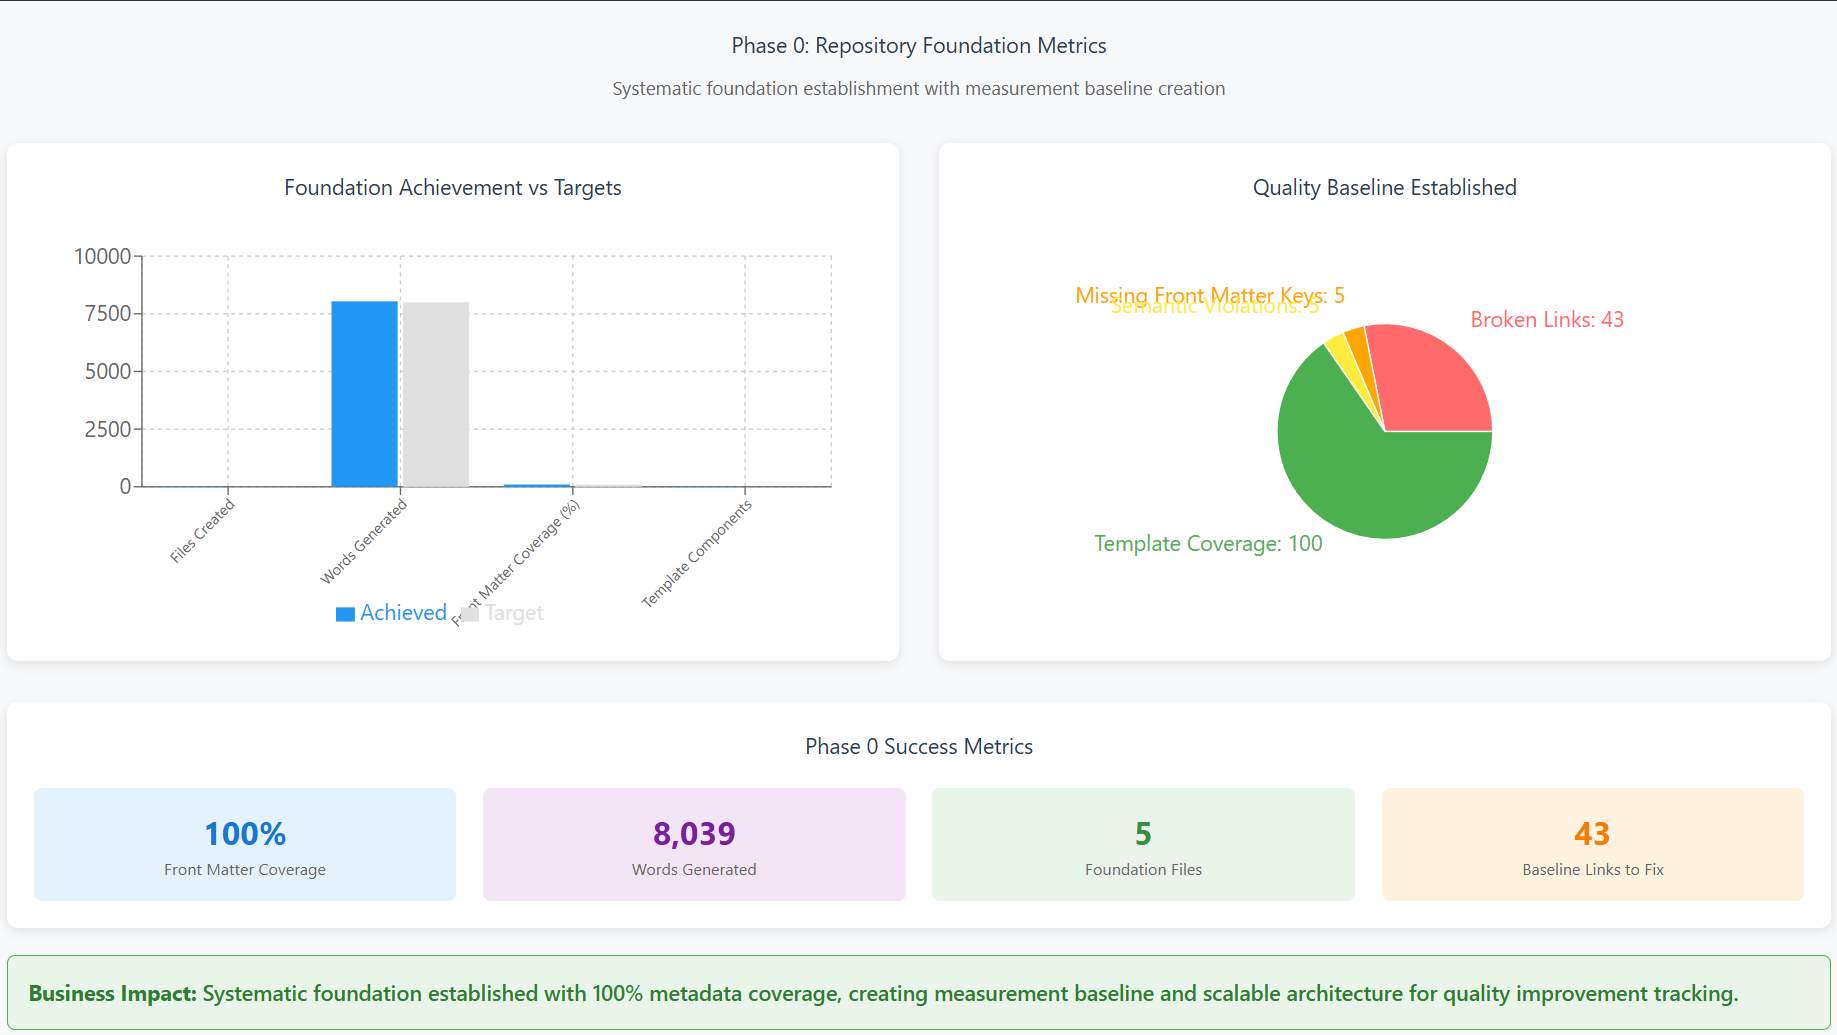 Phase 0: Repository Foundation Metrics
Systematic foundation establishment with measurement baseline creation
Foundation Achievement vs Targets
10000
7500
5000
2500
0
Files Created
Words Generated
Front Matter Coverage (%)
Template Components
Achieved
Target
Quality Baseline Established
Missing Front Matter Keys: 5
Semantic Violations: 5
Broken Links: 43
Template Coverage: 100
Phase 0 Success Metrics
100%
Front Matter Coverage
8,039
Words Generated
5
Foundation Files
43
Baseline Links to Fix
Business Impact: Systematic foundation established with 100% metadata coverage, creating measurement baseline and scalable architecture for quality improvement tracking.